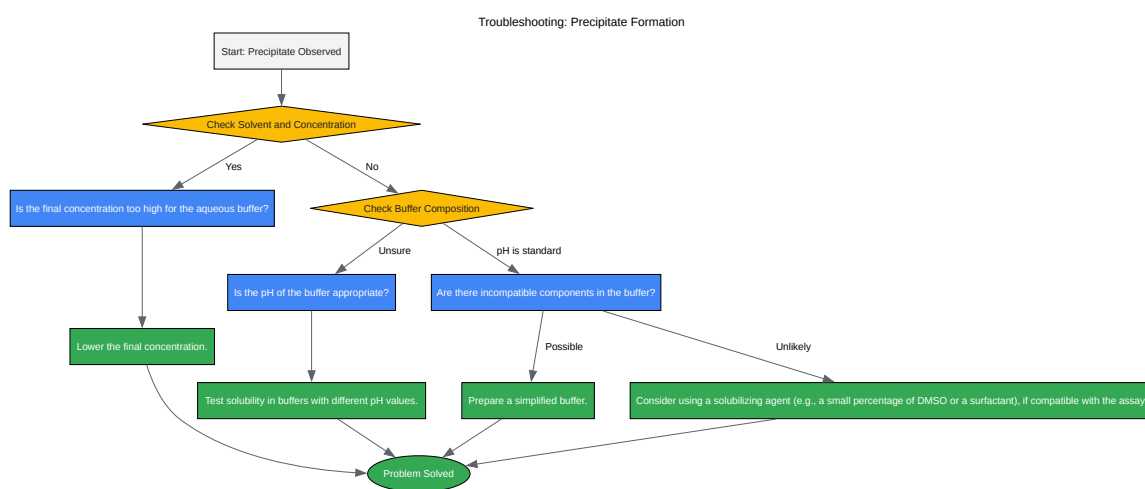 Troubleshooting: Precipitate Formation
Start: Precipitate Observed
Check Solvent and Concentration
Yes
No
Is the final concentration too high for the aqueous buffer?
Check Buffer Composition
Unsure
pH is standard
Is the pH of the buffer appropriate?
Are there incompatible components in the buffer?
Lower the final concentration.
Possible
Unlikely
Test solubility in buffers with different pH values.
Prepare a simplified buffer.
Consider using a solubilizing agent (e.g., a small percentage of DMSO or a surfactant), if compatible with the assay
Problem Solved